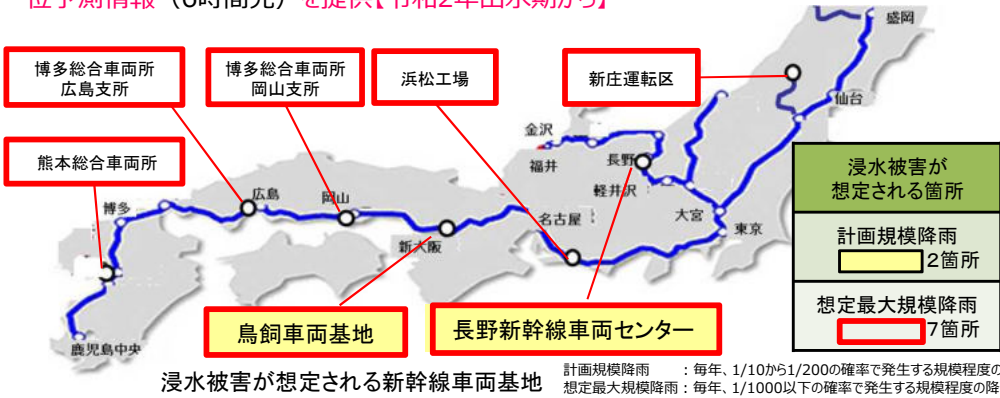 位予測情報（6時間先）を提供【令和2年出水期から】
盛岡
博多総合車両所
広島支所
博多総合車両所
岡山支所
浜松工場
新庄運転区
仙台
金沢
福井
長野
軽井沢
熊本総合車両所
博多
広島
岡山
新大阪
名古屋
大宮
東京
鹿児島中央
浸水被害が
想定される箇所
計画規模降雨
2箇所
想定最大規模降雨
7箇所
鳥飼車両基地
長野新幹線車両センター
浸水被害が想定される新幹線車両基地
計画規模降雨　　：毎年、1/10から1/200の確率で発生する規模程度の
想定最大規模降雨：毎年、1/1000以下の確率で発生する規模程度の降